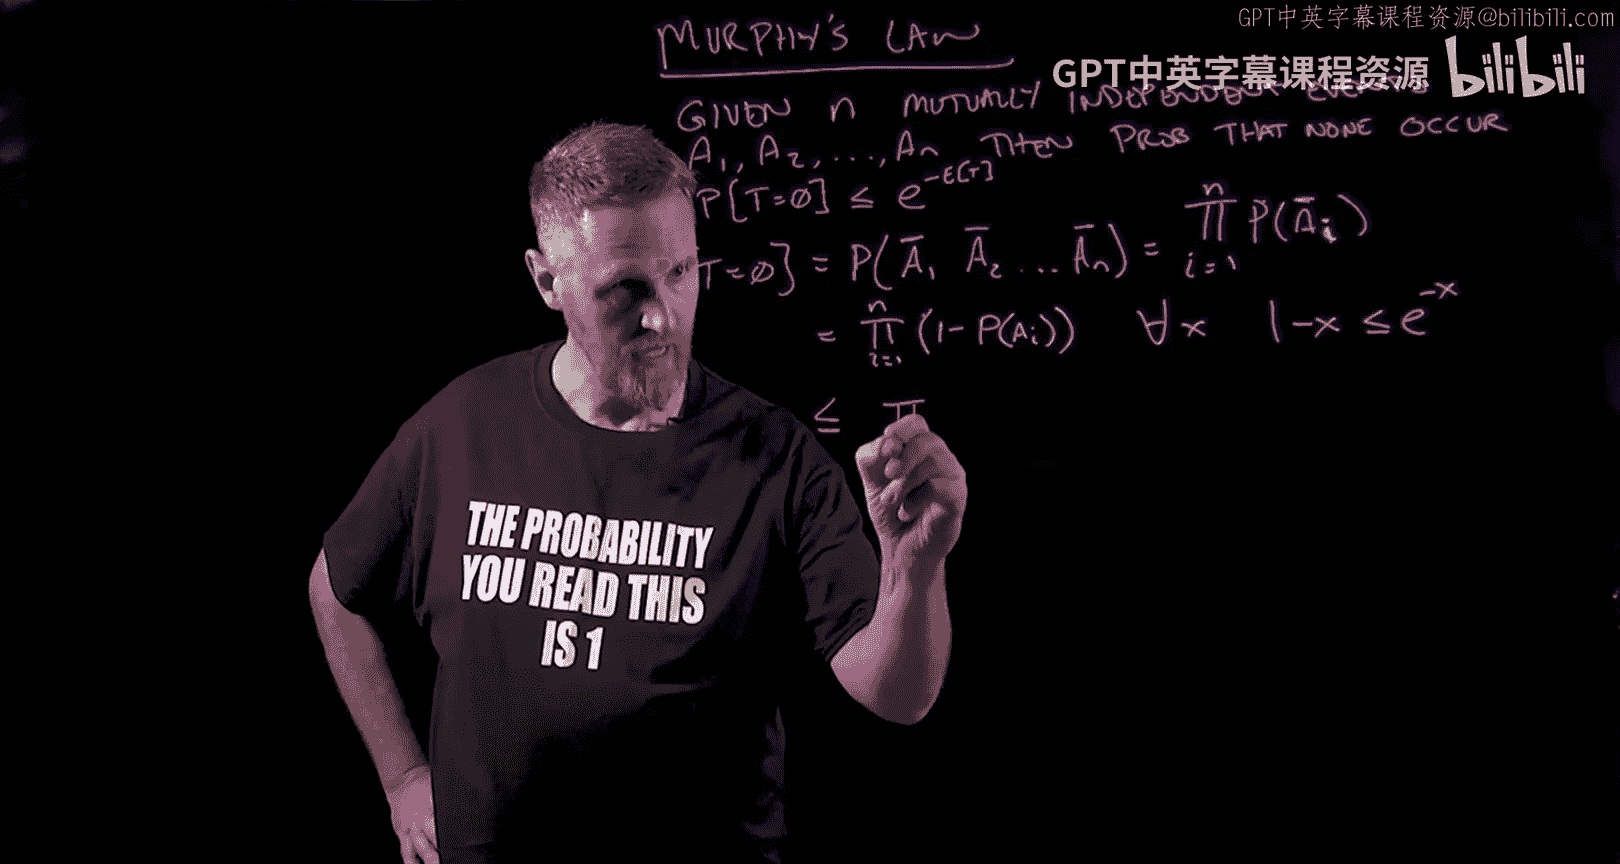 GPT中英字幕课程资源@bilibili.com
GPT中英字幕课程资源 bilibili
MURPHY'S LAW
GIVEN n MUTUALLY INDEPENDENT EVENTS
A₁, A₂, ..., Aₙ THEN PROB THAT NONE OCCUR
P[T=∅] ≤ e^{-E[T]}
T=∅] = P(Ā₁ Ā₂ ... Āₙ) = ∏_{i=1}^{n} P(Āᵢ)
= ∏_{i=1}^{n} (1 - P(Aᵢ)) ∀x 1-x ≤ e^{-x}
≤ ∏
THE PROBABILITY
YOU READ THIS
IS 1